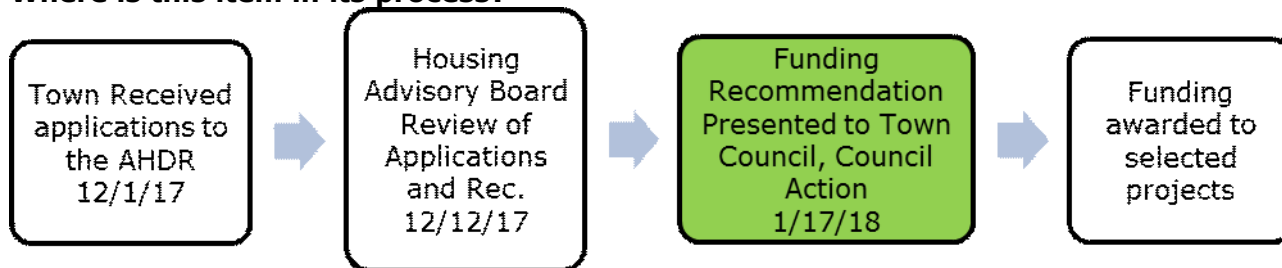 Where is this item in its process?
Town Received
applications to
the AHDR
12/1/17
Housing
Advisory Board
Review of
Applications
and Rec.
12/12/17
Funding
Recommendation
Presented to Town
Council, Council
Action
1/17/18
Funding
awarded to
selected
projects